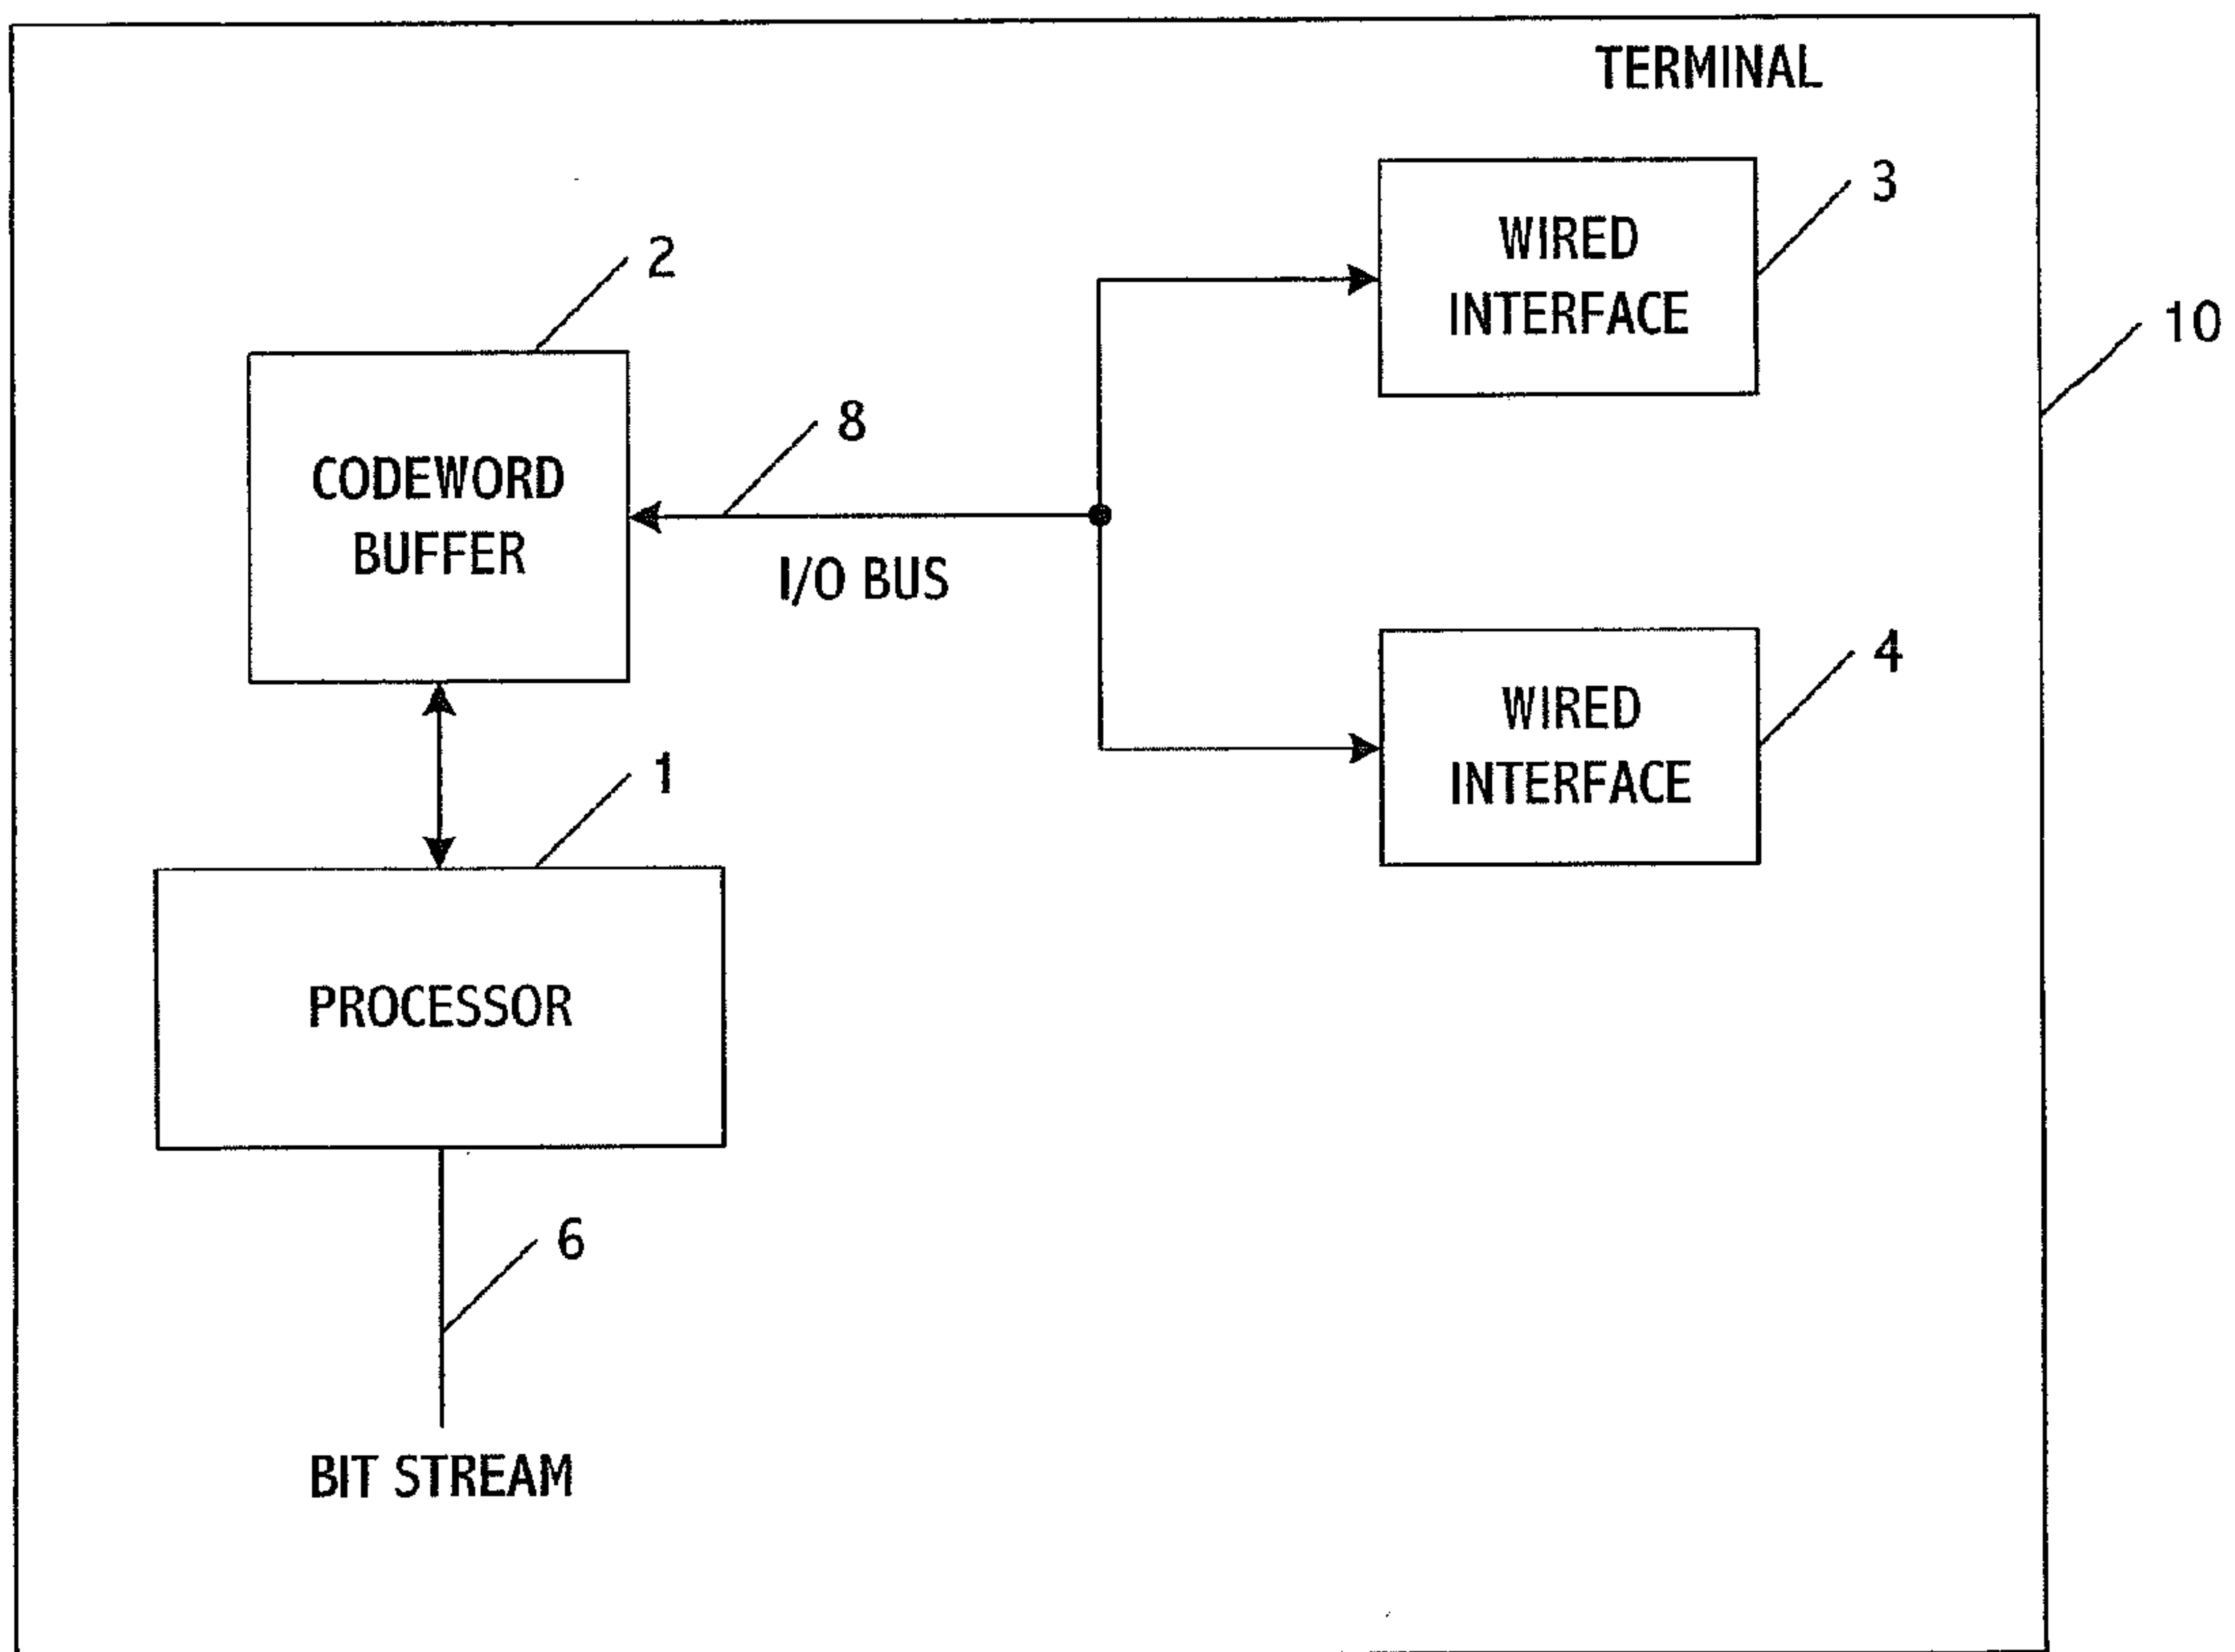 TERMINAL
3
WIRED
INTERFACE
10
2
CODEWORD
BUFFER
8
I/O BUS
4
WIRED
INTERFACE
1
PROCESSOR
6
BIT STREAM